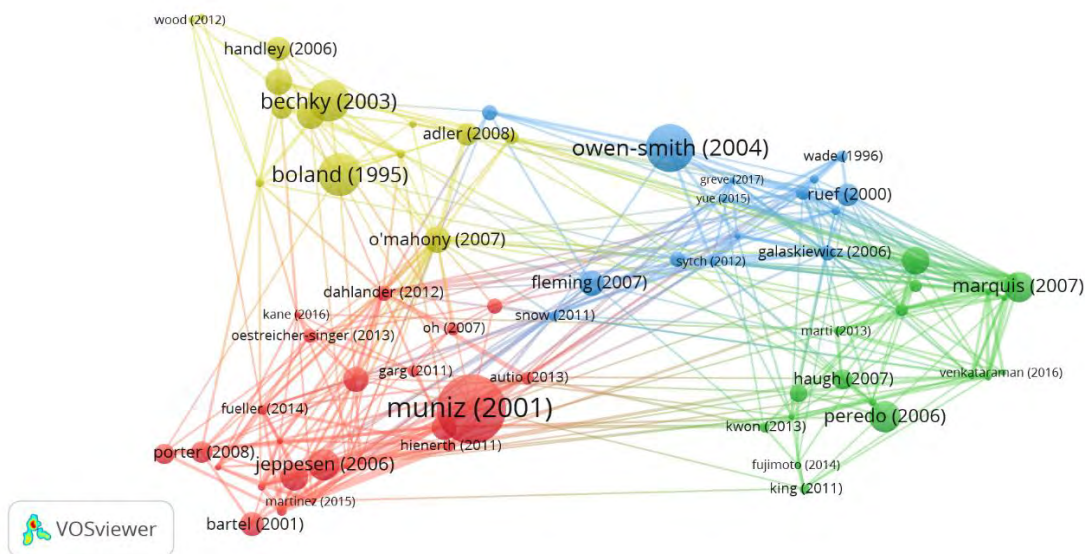 wood (2012)
handley (2006)
bechky (2003)
adler (2008)
owen-smith (2004)
wade (1996)
boland (1995)
greve (2017)
yue (2015)
ruef (2000)
o'mahony (2007)
galaskiewicz (2006)
sytch (2012)
fleming (2007)
marquis (2007)
dahlander (2012)
kane (2016)
snow (2011)
oestreicher-singer (2013)
oh (2007)
marti (2013)
garg (2011)
autio (2013)
haugh (2007)
venkataraman (2016)
fueller (2014)
muniz (2001)
peredo (2006)
kwon (2013)
hienerth (2011)
porter (2008)
jeppesen (2006)
fujimoto (2014)
king (2011)
martinez (2015)
bartel (2001)
VOSviewer